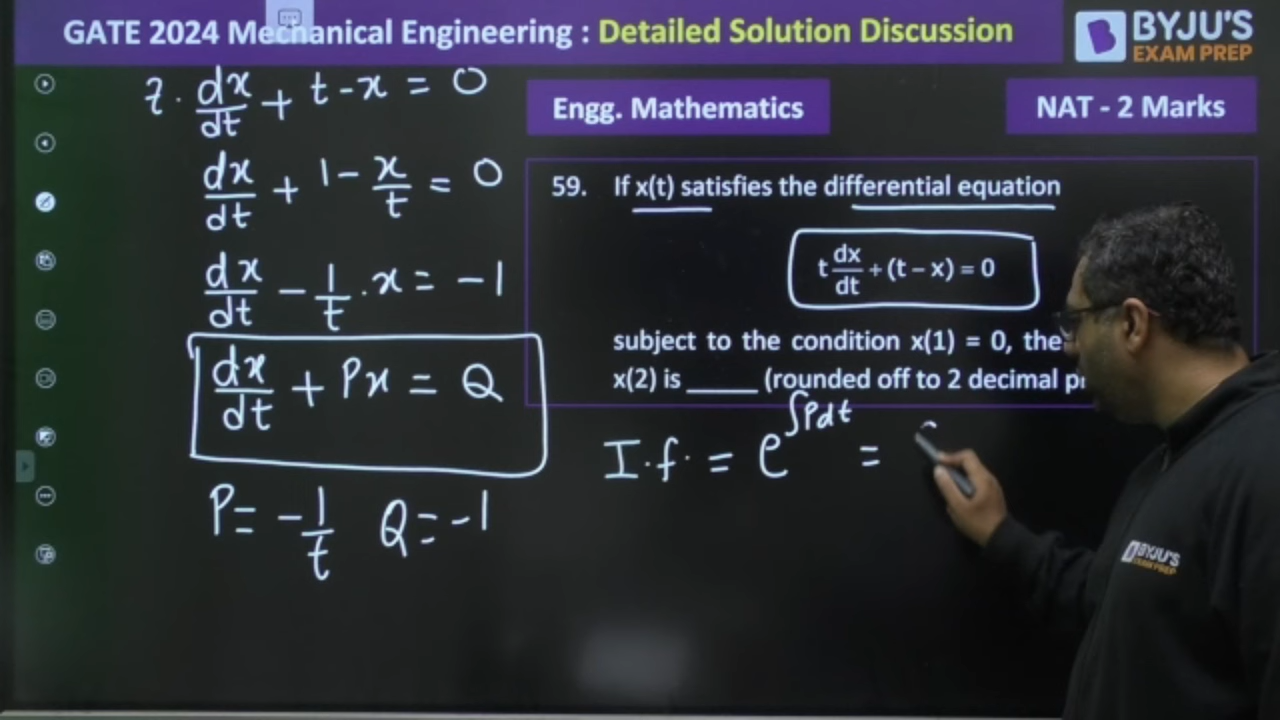 GATE 2024 Mechanical Engineering : Detailed Solution Discussion
BYJU'S
EXAM PREP
Engg. Mathematics
NAT - 2 Marks
t. dx/dt + t - x = 0
dx/dt + 1 - x/t = 0
dx/dt - 1/t . x = -1
dx/dt + Px = Q
P = -1/t Q = -1
59. If x(t) satisfies the differential equation
t dx/dt + (t – x) = 0
subject to the condition x(1) = 0, the
x(2) is _____ (rounded off to 2 decimal
I.f. = e^∫Pdt =
BYJU'S
EXAM PREP